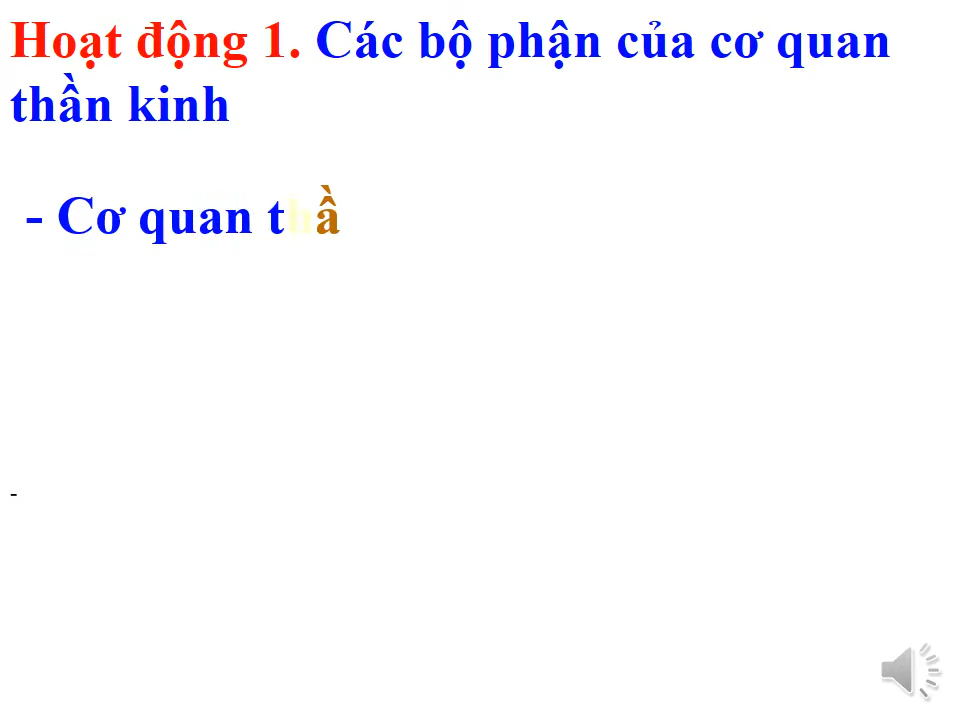 Hoạt động 1. Các bộ phận của cơ quan
thần kinh
- Cơ quan thầ
-